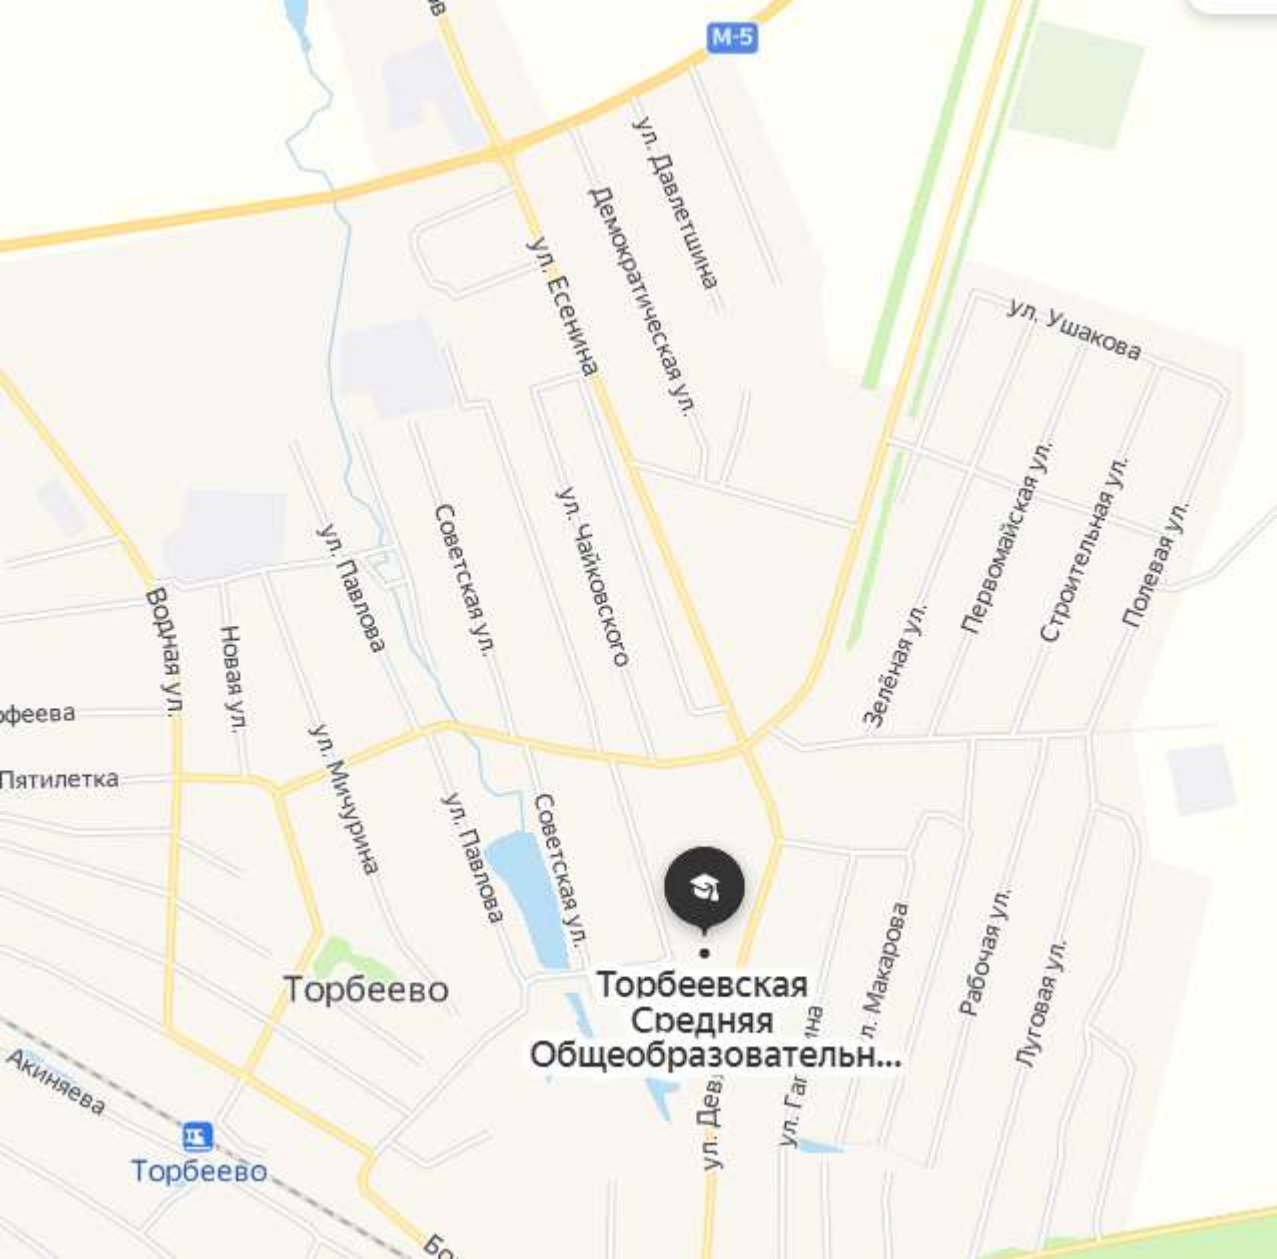 М-5
ул. Давлетшина
Демократическая ул.
ул. Есенина
ул. Ушакова
Первомайская ул.
Строительная ул.
Полевая ул.
ул. Чайковского
Советская ул.
ул. Павлова
Водная ул.
Новая ул.
Зелёная ул.
ул. Мичурина
Пятилетка
ул. Павлова
Советская ул.
ул. Макарова
Рабочая ул.
Луговая ул.
Торбеево
Торбеевская
Средняя
Общеобразовательн...
Акиняева
Торбеево